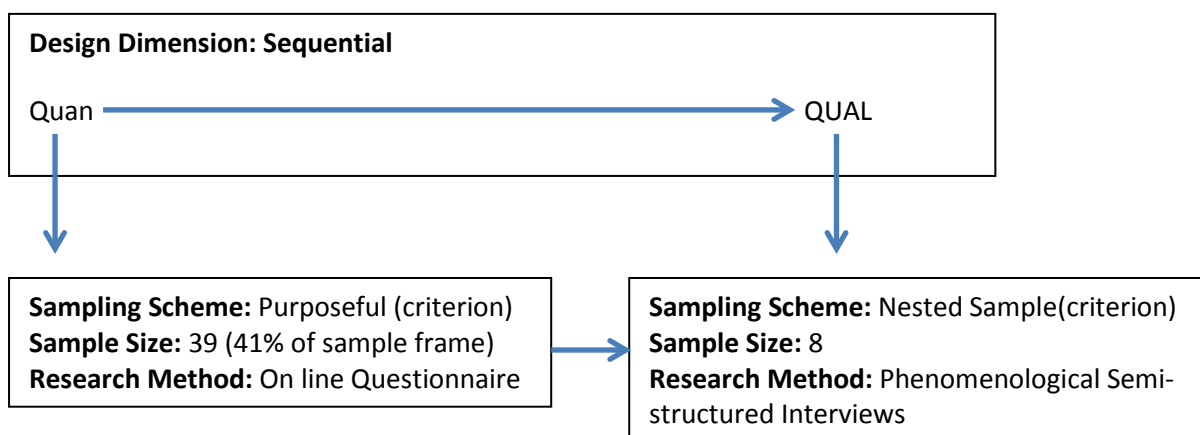 Design Dimension: Sequential
Quan
QUAL
Sampling Scheme: Purposeful (criterion)
Sample Size: 39 (41% of sample frame)
Research Method: On line Questionnaire
Sampling Scheme: Nested Sample(criterion)
Sample Size: 8
Research Method: Phenomenological Semi-
structured Interviews